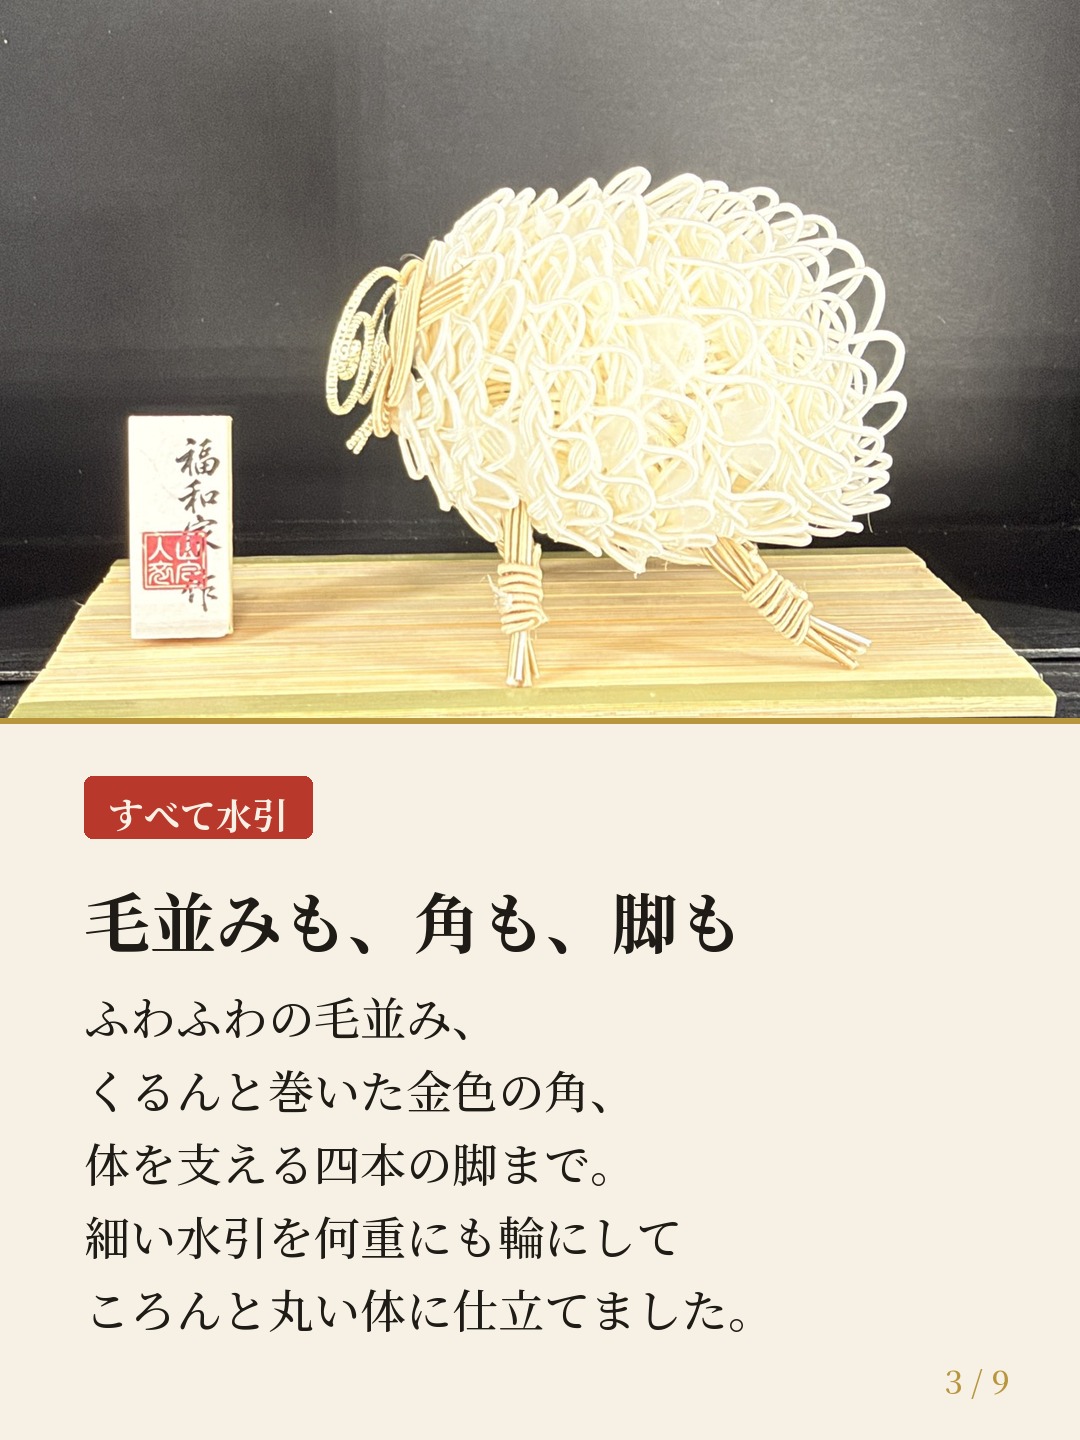 福和家作
すべて水引
毛並みも、角も、脚も
ふわふわの毛並み、
くるんと巻いた金色の角、
体を支える四本の脚まで。
細い水引を何重にも輪にして
ころんと丸い体に仕立てました。
3 / 9